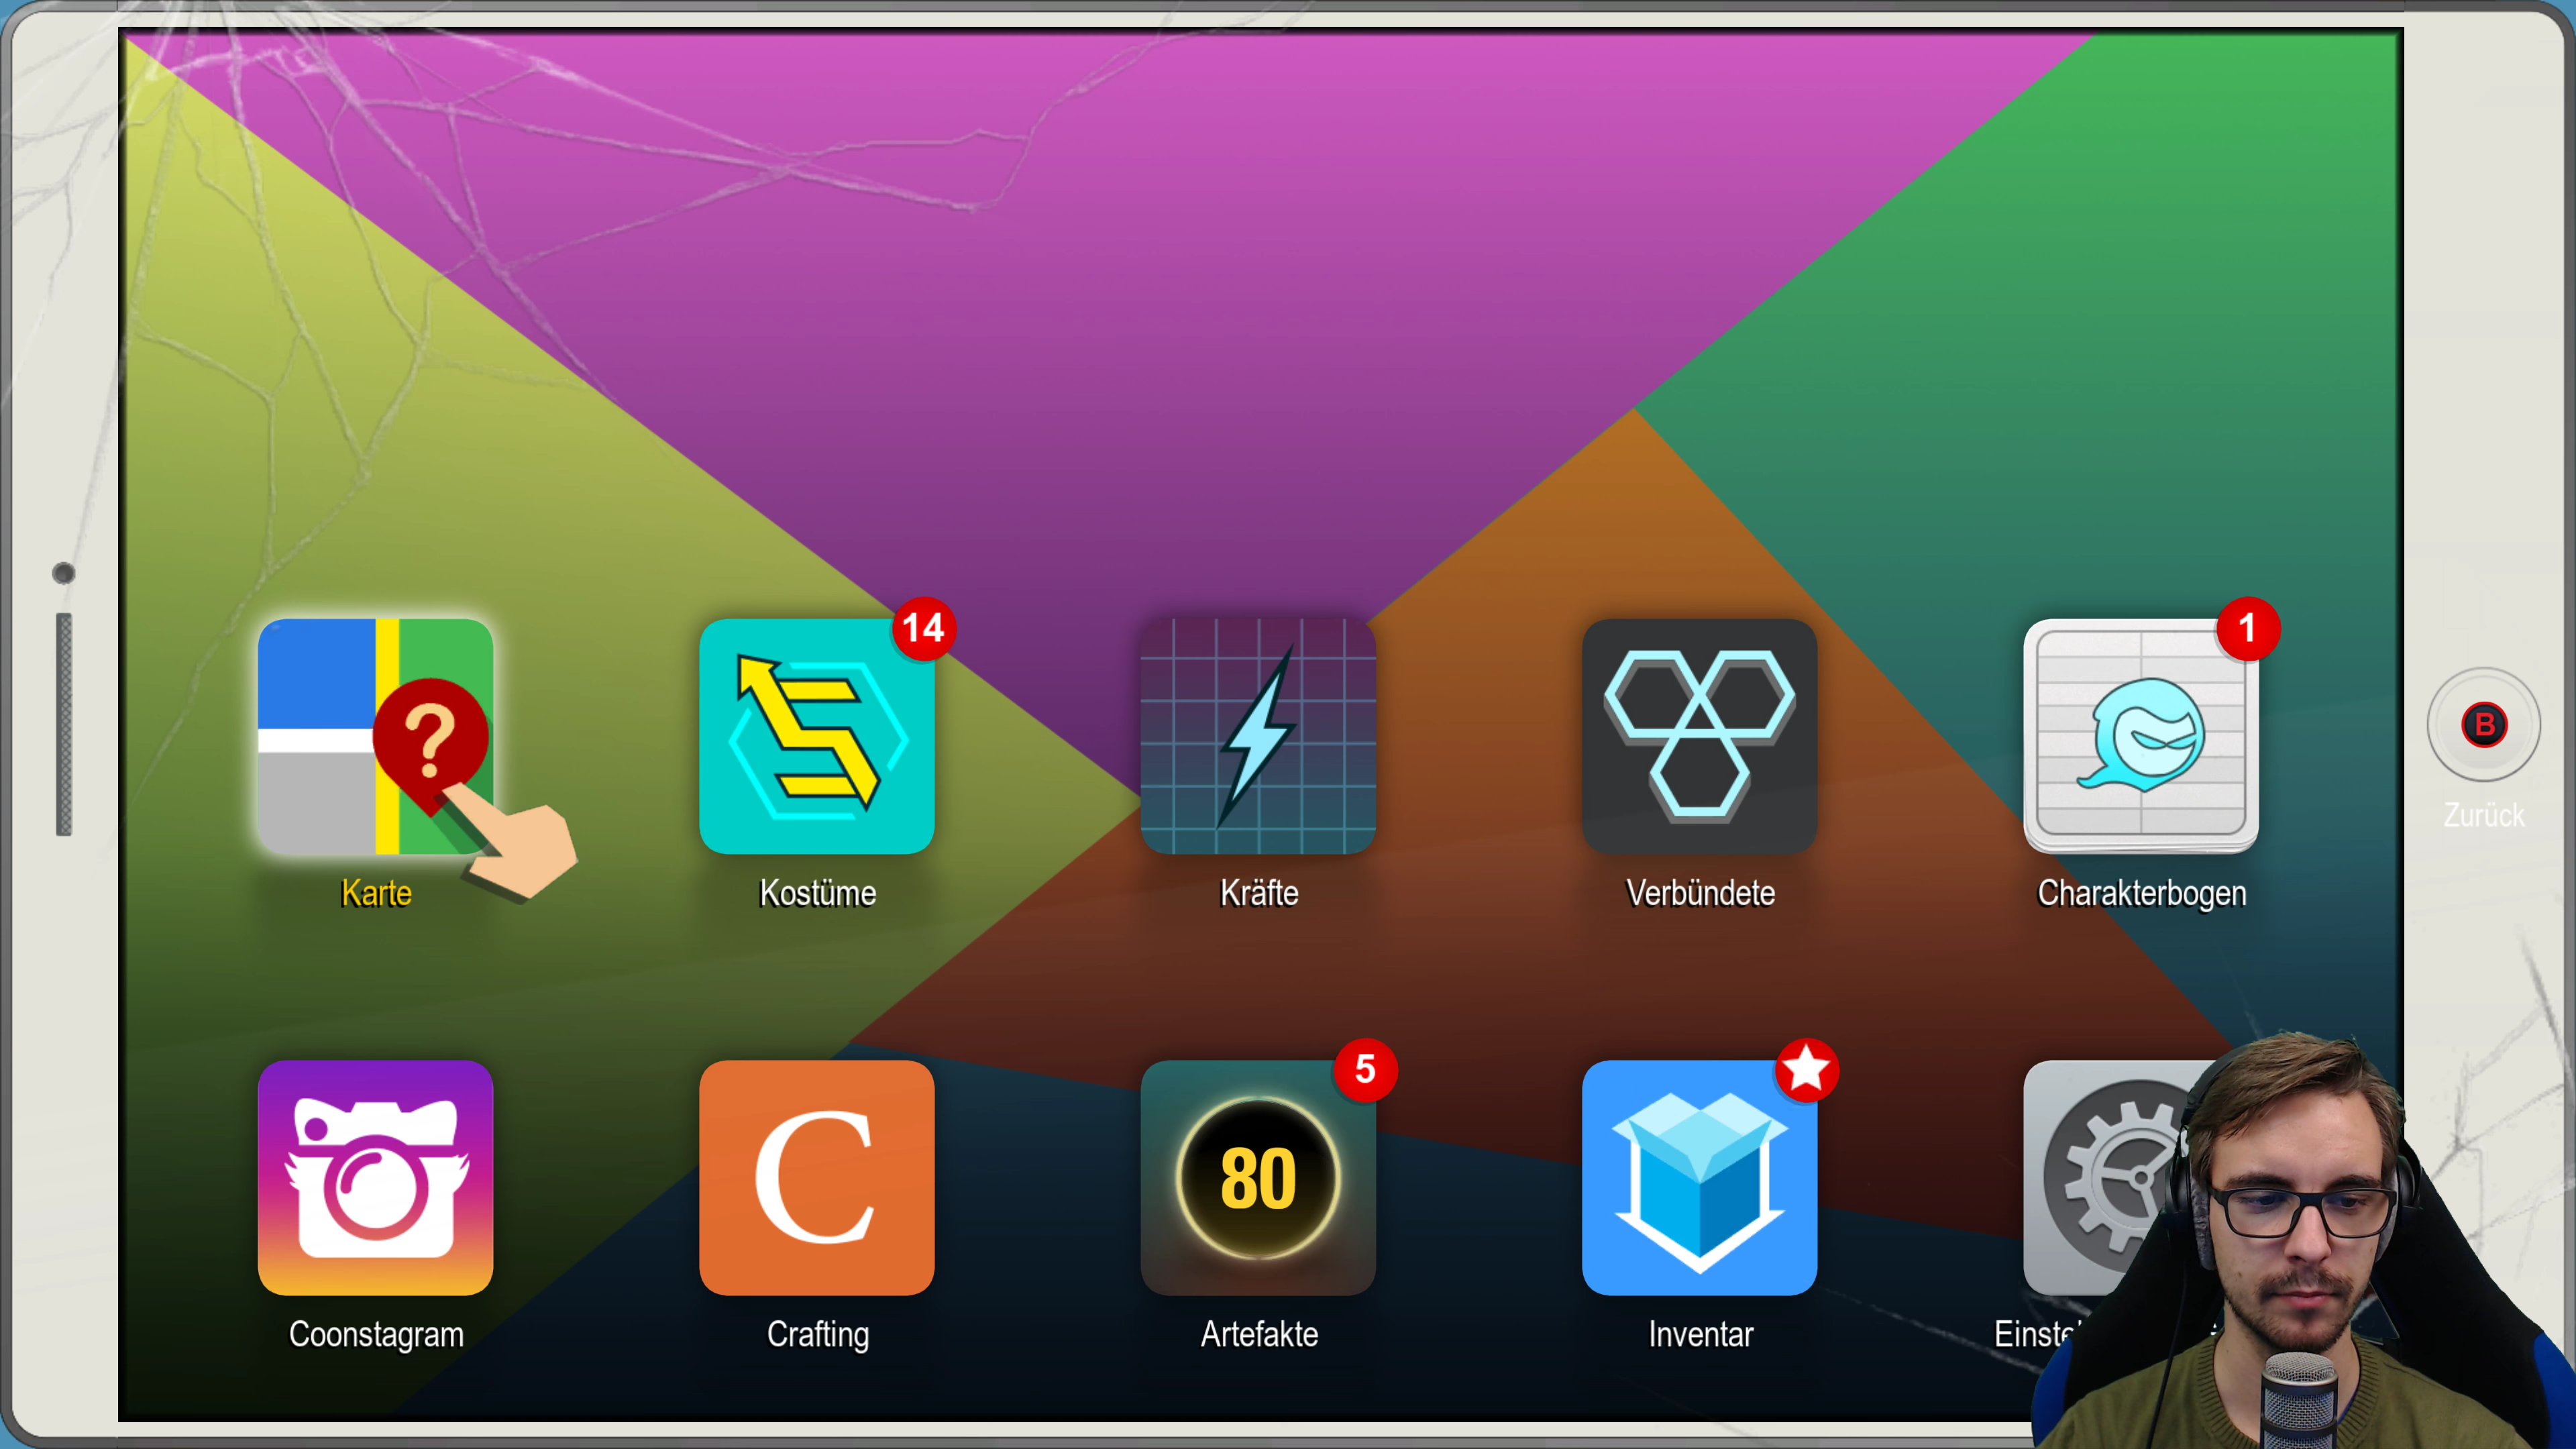 14
1
?
B
Zurück
Karte
Kostüme
Kräfte
Verbündete
Charakterbogen
5
C
80
Coonstagram
Crafting
Artefakte
Inventar